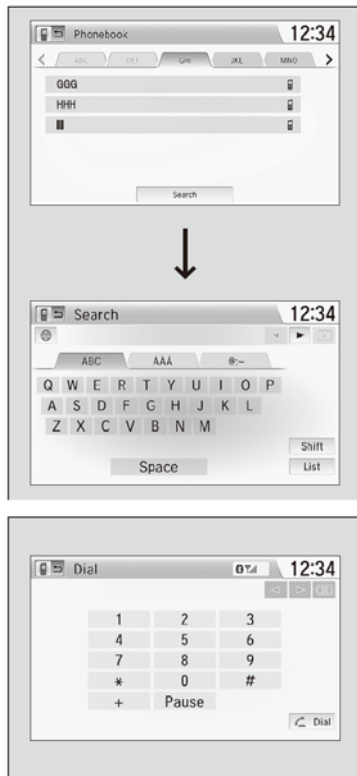 Phonebook 12:34
ABC DEF GHI JKL MNO
GGG
HHH
III
Search
Search 12:34
ABC ÀÁÂ @:~
Q W E R T Y U I O P
A S D F G H J K L
Z X C V B N M
Shift
Space List
Dial 12:34
1 2 3
4 5 6
7 8 9
* 0 #
+ Pause
Dial